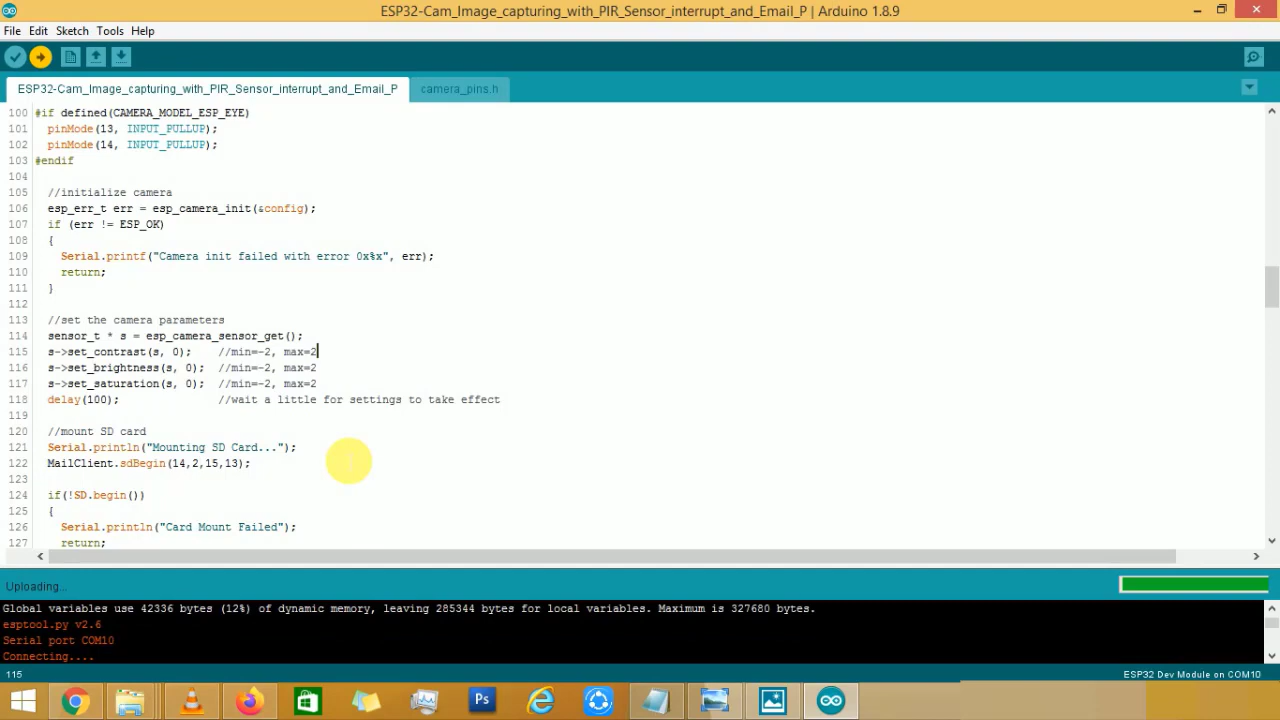 ESP32-Cam_Image_capturing_with_PIR_Sensor_interrupt_and_Email_P | Arduino 1.8.9
File Edit Sketch Tools Help
ESP32-Cam_Image_capturing_with_PIR_Sensor_interrupt_and_Email_P camera_pins.h
100 #if defined(CAMERA_MODEL_ESP_EYE)
101 pinMode(13, INPUT_PULLUP);
102 pinMode(14, INPUT_PULLUP);
103 #endif
104
105 //initialize camera
106 esp_err_t err = esp_camera_init(&config);
107 if (err != ESP_OK)
108 {
109 Serial.printf("Camera init failed with error 0x%x", err);
110 return;
111 }
112
113 //set the camera parameters
114 sensor_t * s = esp_camera_sensor_get();
115 s->set_contrast(s, 0); //min=-2, max=2
116 s->set_brightness(s, 0); //min=-2, max=2
117 s->set_saturation(s, 0); //min=-2, max=2
118 delay(100); //wait a little for settings to take effect
119
120 //mount SD card
121 Serial.println("Mounting SD Card...");
122 MailClient.sdBegin(14,2,15,13);
123
124 if(!SD.begin())
125 {
126 Serial.println("Card Mount Failed");
127 return;
Uploading...
Global variables use 42336 bytes (12%) of dynamic memory, leaving 285344 bytes for local variables. Maximum is 327680 bytes.
esptool.py v2.6
Serial port COM10
Connecting....
115 ESP32 Dev Module on COM10
Ps